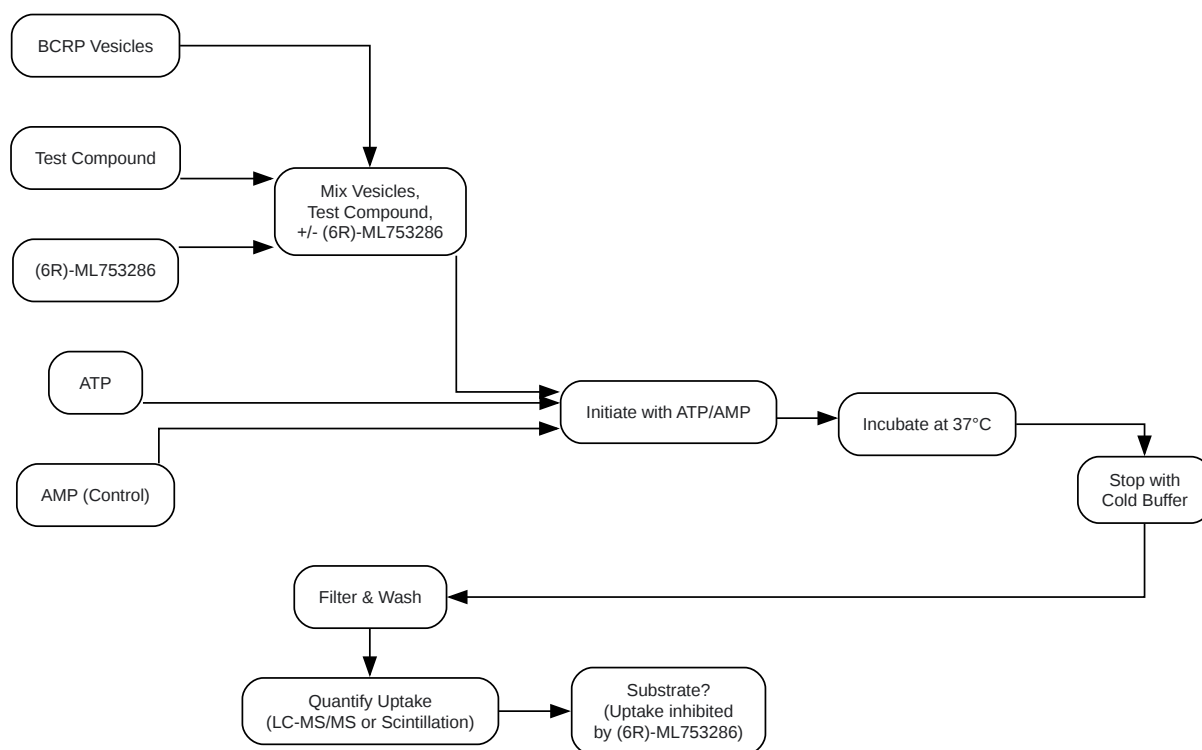 BCRP Vesicles
Test Compound
(6R)-ML753286
Mix Vesicles,
Test Compound,
+/- (6R)-ML753286
ATP
AMP (Control)
Initiate with ATP/AMP
Incubate at 37°C
Stop with
Cold Buffer
Filter & Wash
Quantify Uptake
(LC-MS/MS or Scintillation)
Substrate?
(Uptake inhibited
by (6R)-ML753286)